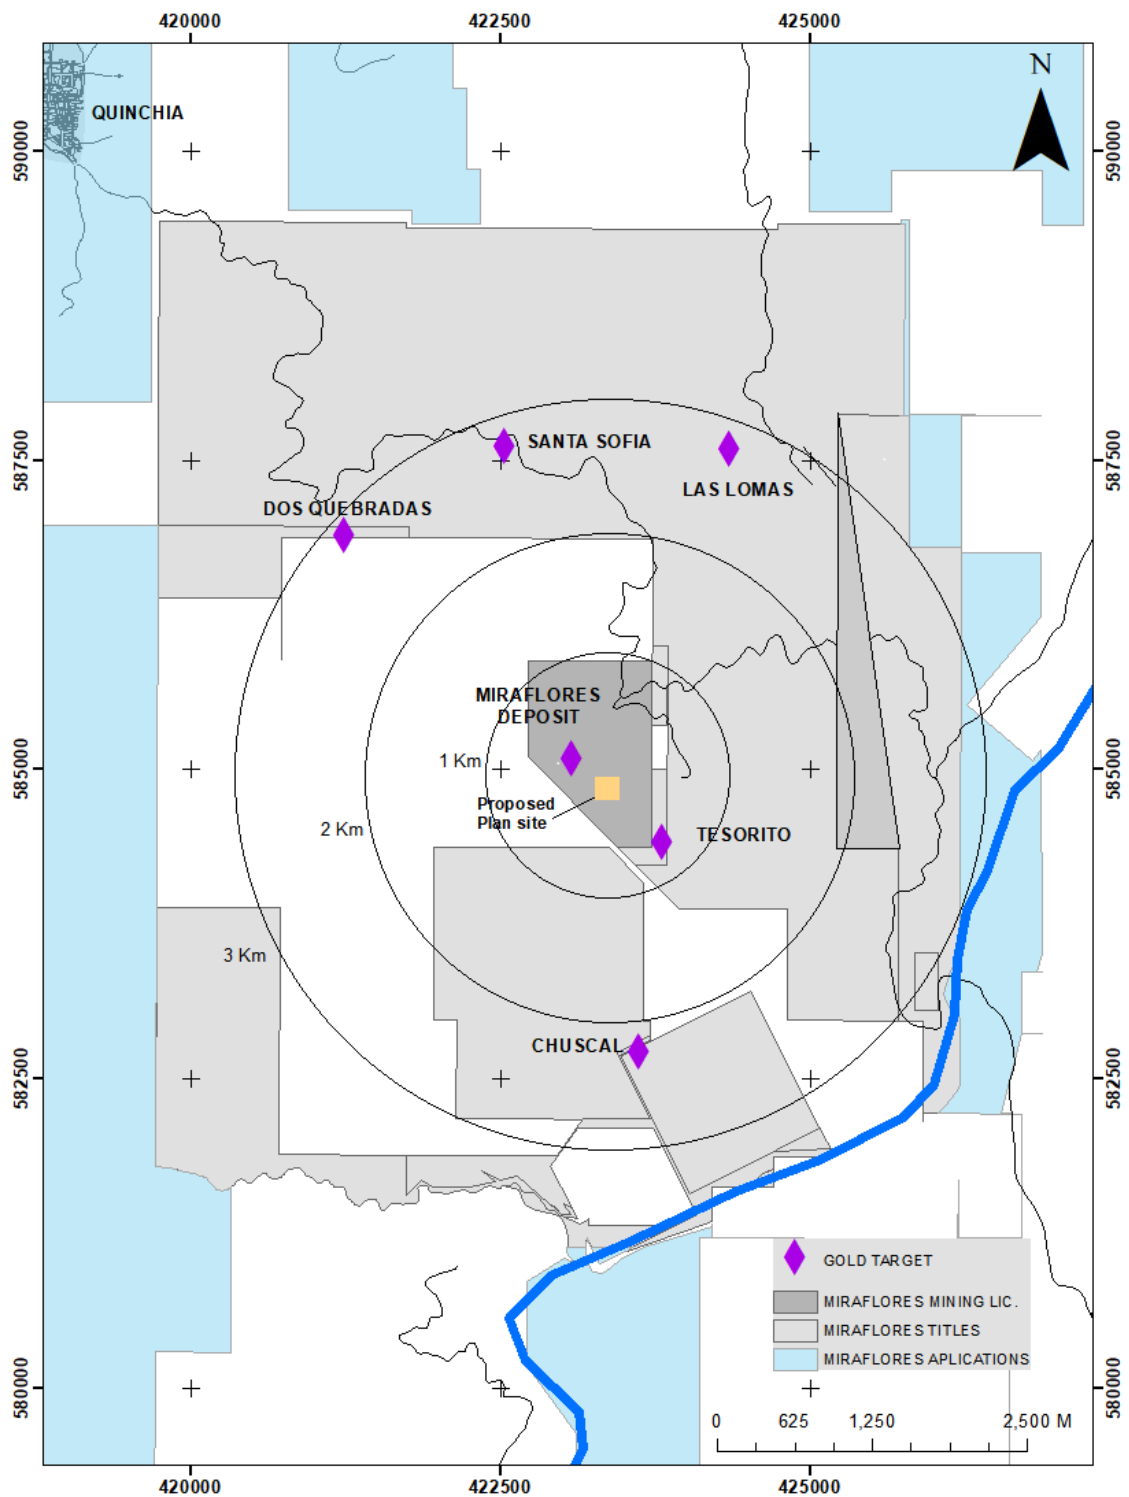 420000
422500
425000
N
QUINCHIA
590000
590000
SANTA SOFIA
587500
587500
LAS LOMAS
DOS QUEBRADAS
MIRAFLORES
DEPOSIT
1 Km
585000
585000
Proposed
Plan site
2 Km
TESORITO
3 Km
CHUSCAL
582500
582500
GOLD TARGET
MIRAFLORES MINING LIC.
MIRAFLORES TITLES
MIRAFLORES APLICATIONS
580000
580000
0
625
1,250
2,500 M
420000
422500
425000